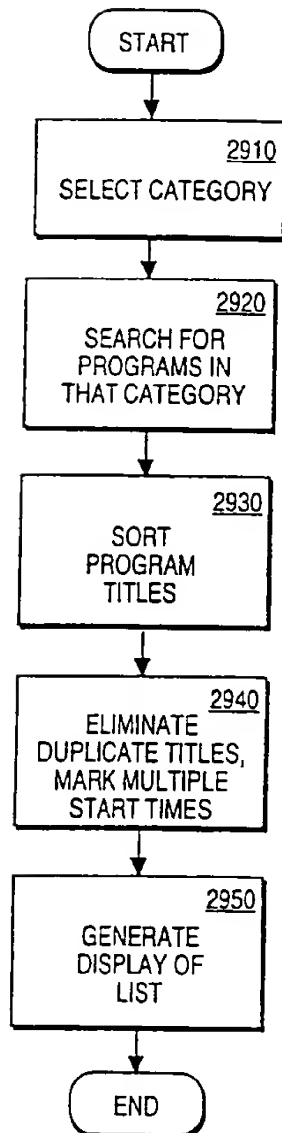 START
2910
SELECT CATEGORY
2920
SEARCH FOR
PROGRAMS IN
THAT CATEGORY
2930
SORT
PROGRAM
TITLES
2940
ELIMINATE
DUPLICATE TITLES,
MARK MULTIPLE
START TIMES
2950
GENERATE
DISPLAY OF
LIST
END